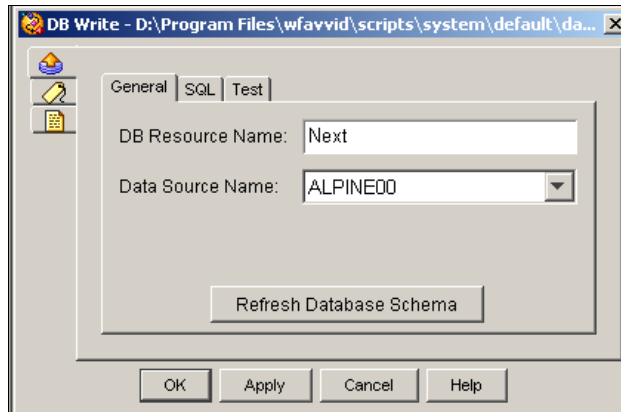 DB Write - D:\Program Files\wfavvid\scripts\system\default\da...
General SQL Test
DB Resource Name: Next
Data Source Name: ALPINE00
Refresh Database Schema
OK Apply Cancel Help